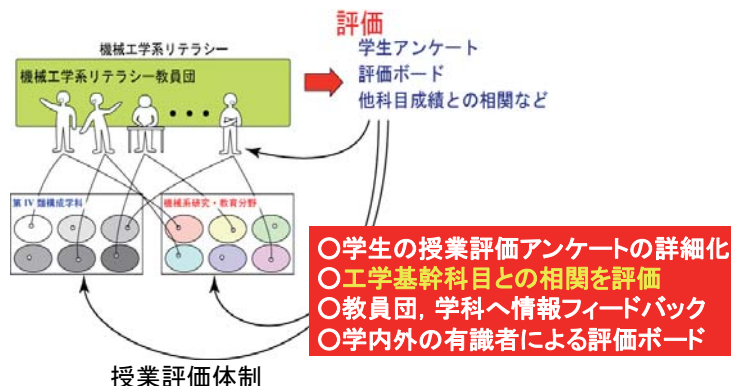 評価
学生アンケート
評価ボード
他科目成績との相関など
機械工学系リテラシー
機械工学系リテラシー教員団
第IV類構成学科
機械系研究・教育分野
○学生の授業評価アンケートの詳細化
○工学基幹科目との相関を評価
○教員団，学科へ情報フィードバック
○学内外の有識者による評価ボード
授業評価体制